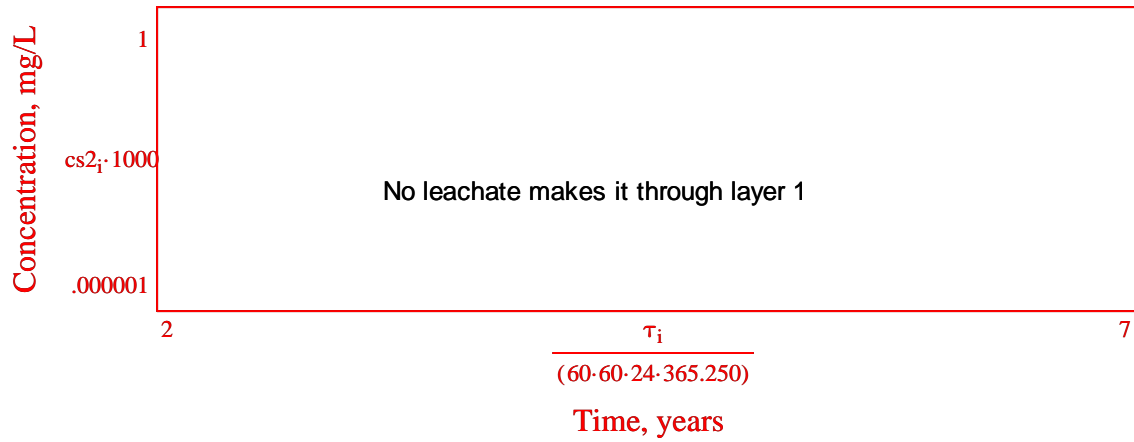 Concentration, mg/L
1
cs2i·1000
.000001
No leachate makes it through layer 1
2
τi
7
(60·60·24·365.250)
Time, years